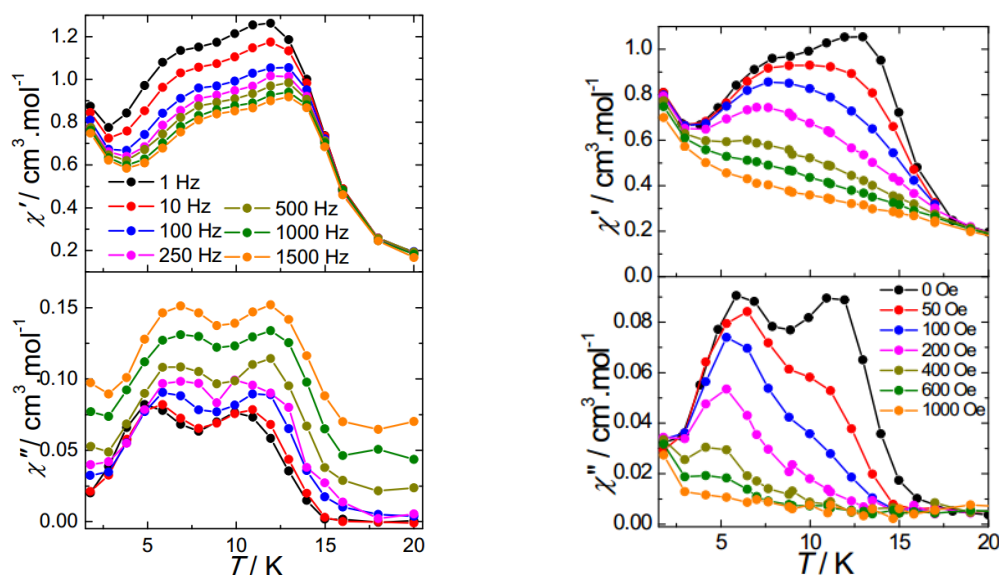 χ'/ cm³.mol⁻¹
1.2
1.0
0.8
0.6
0.4
0.2
1 Hz
10 Hz
100 Hz
250 Hz
500 Hz
1000 Hz
1500 Hz
χ''/ cm³.mol⁻¹
0.15
0.10
0.05
0.00
5 10 15 20
T / K
χ'/ cm³.mol⁻¹
1.0
0.8
0.6
0.4
0.2
0.0
χ''/ cm³.mol⁻¹
0.08
0.06
0.04
0.02
0.00
0 Oe
50 Oe
100 Oe
200 Oe
400 Oe
600 Oe
1000 Oe
5 10 15 20
T / K